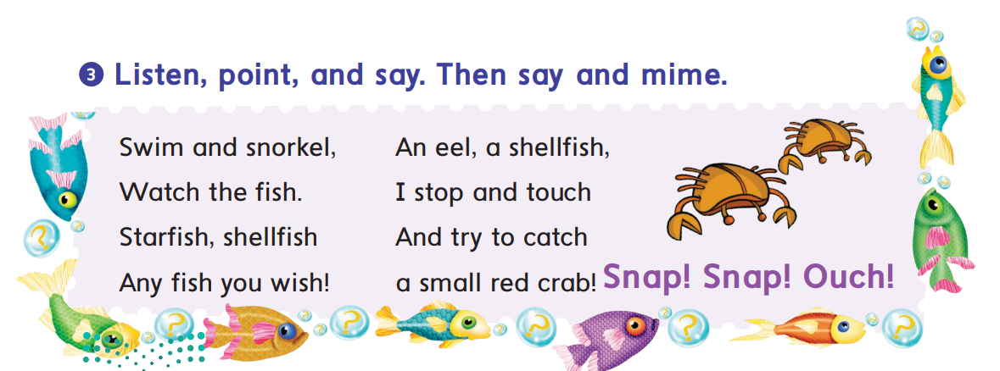 3 Listen, point, and say. Then say and mime.
Swim and snorkel,
Watch the fish.
Starfish, shellfish
Any fish you wish!
An eel, a shellfish,
I stop and touch
And try to catch
a small red crab!
Snap! Snap! Ouch!
?
?
?
?
?
?